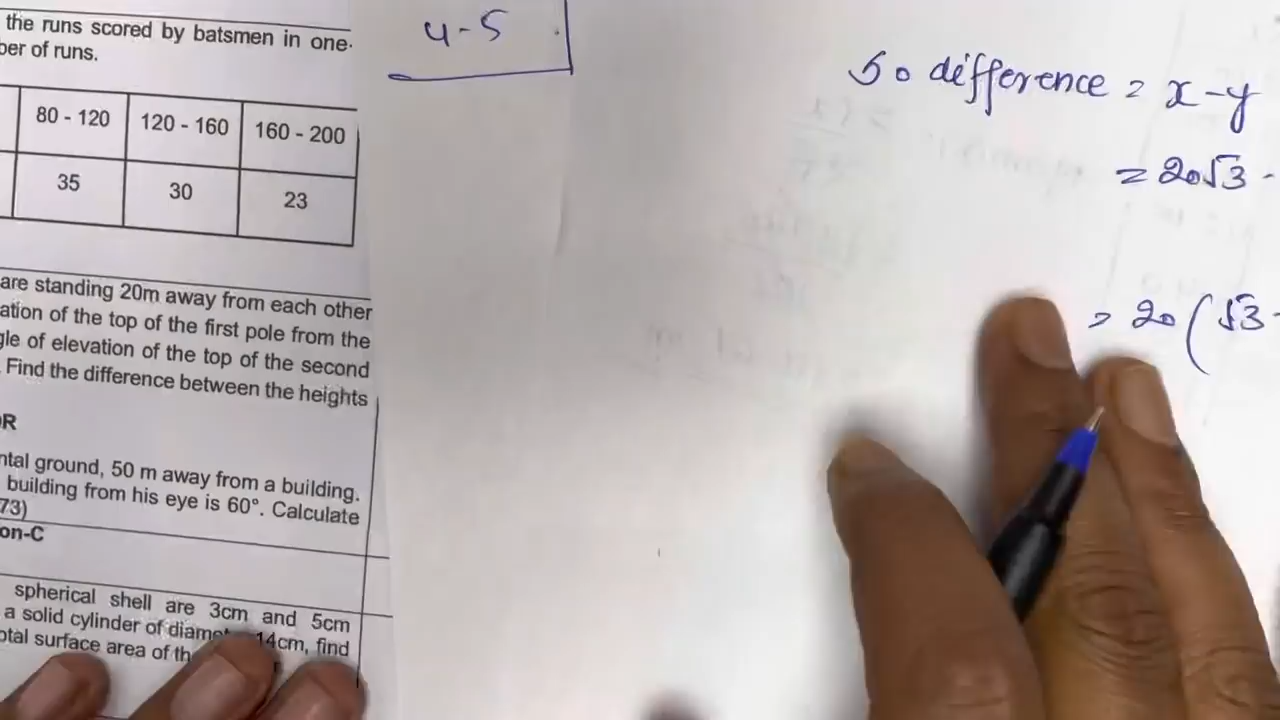 the runs scored by batsmen in one-
ber of runs.
80 - 120 120 - 160 160 - 200
35 30 23
are standing 20m away from each other
ation of the top of the first pole from the
gle of elevation of the top of the second
. Find the difference between the heights
R
ntal ground, 50 m away from a building.
building from his eye is 60°. Calculate
73)
on-C
spherical shell are 3cm and 5cm
a solid cylinder of diamet 14cm, find
otal surface area of th
4-5
So difference = x-y
= 20√3 -
= 20(√3 -